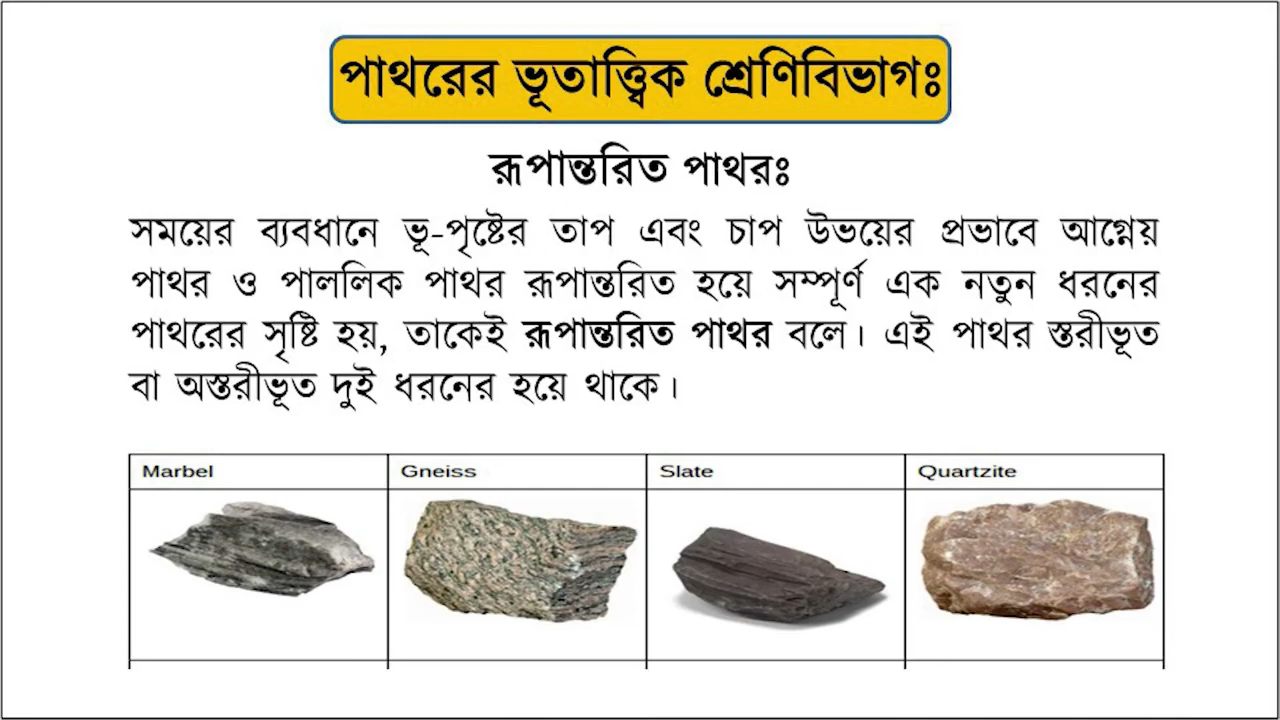 পাথরের ভূতাত্ত্বিক শ্রেণিবিভাগঃ
রূপান্তরিত পাথরঃ
সময়ের ব্যবধানে ভূ-পৃষ্টের তাপ এবং চাপ উভয়ের প্রভাবে আগ্নেয়
পাথর ও পাললিক পাথর রূপান্তরিত হয়ে সম্পূর্ণ এক নতুন ধরনের
পাথরের সৃষ্টি হয়, তাকেই রূপান্তরিত পাথর বলে। এই পাথর স্তরীভূত
বা অস্তরীভূত দুই ধরনের হয়ে থাকে।
Marbel Gneiss Slate Quartzite